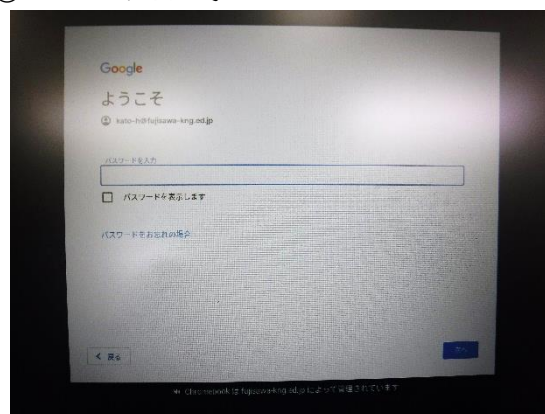 Google
ようこそ
kato-h@fujisawa-kng.ed.jp
パスワードを入力
パスワードを表示します
パスワードをお忘れの場合
戻る
次へ
Chromebook は fujisawa-kng.ed.jp によって管理されています